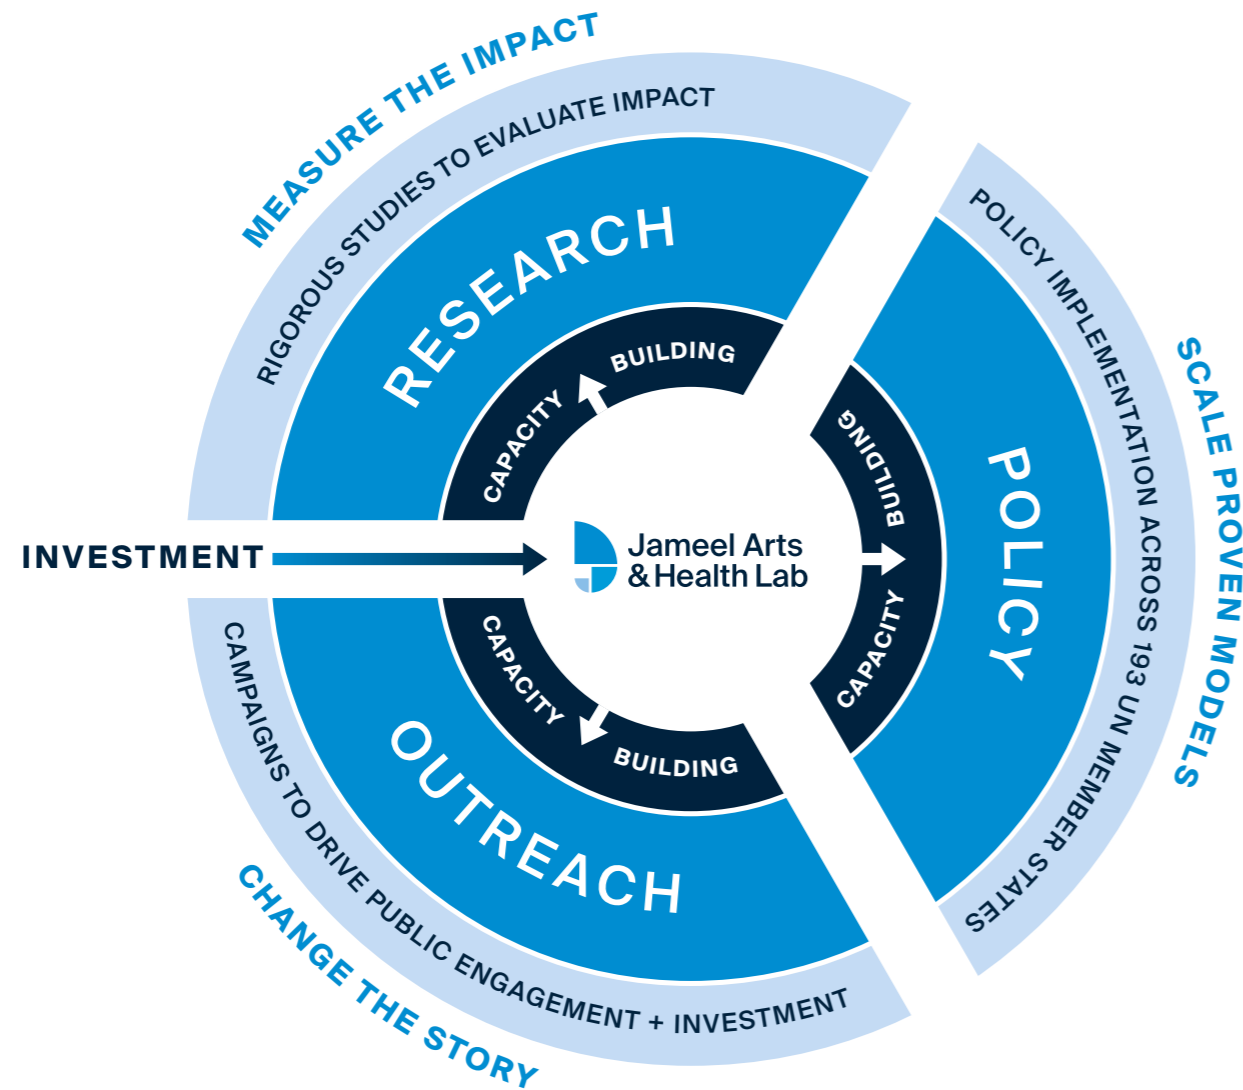 MEASURE THE IMPACT
RIGOROUS STUDIES TO EVALUATE IMPACT
RESEARCH
CAPACITY BUILDING
INVESTMENT
Jameel Arts
& Health Lab
SCALE PROVEN MODELS
POLICY IMPLEMENTATION ACROSS 193 UN MEMBER STATES
POLICY
CAPACITY BUILDING
CAPACITY BUILDING
OUTREACH
CAMPAIGNS TO DRIVE PUBLIC ENGAGEMENT + INVESTMENT
CHANGE THE STORY